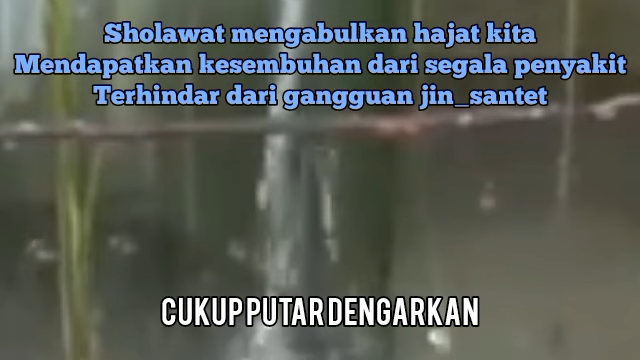 Sholawat mengabulkan hajat kita
Mendapatkan kesembuhan dari segala penyakit
Terhindar dari gangguan jin_santet
CUKUP PUTAR DENGARKAN